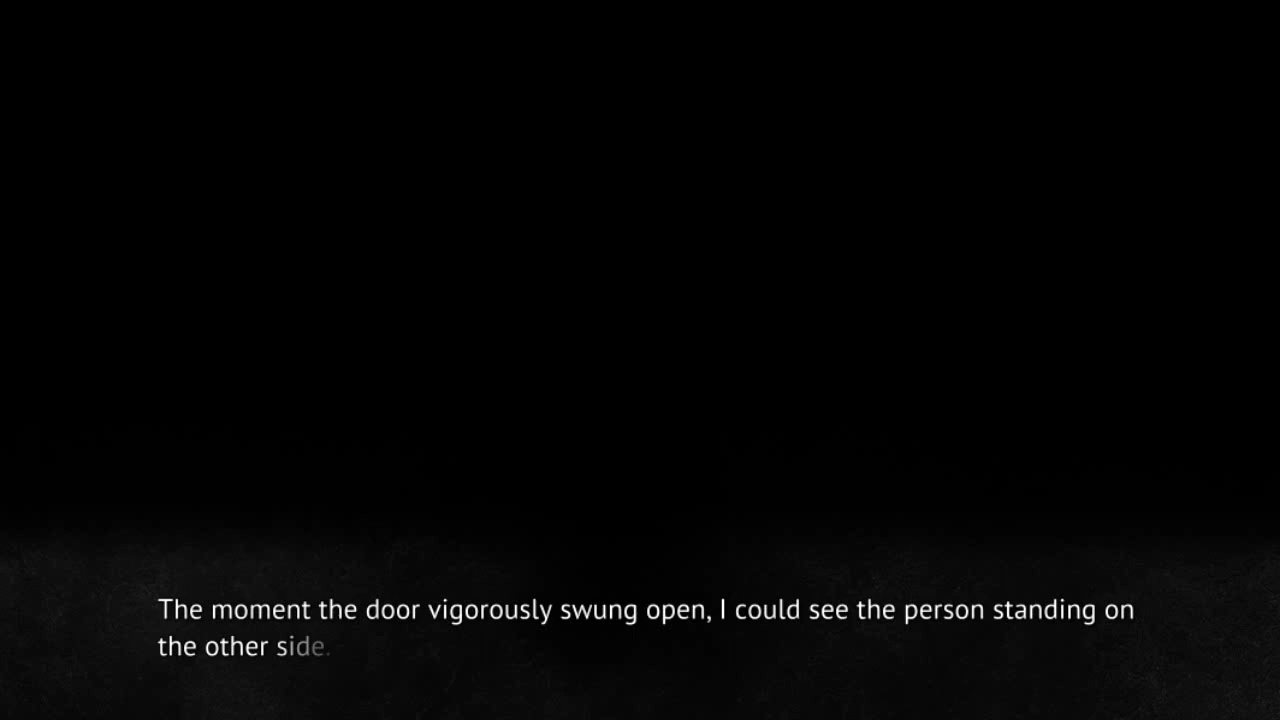 The moment the door vigorously swung open, I could see the person standing on
the other side.